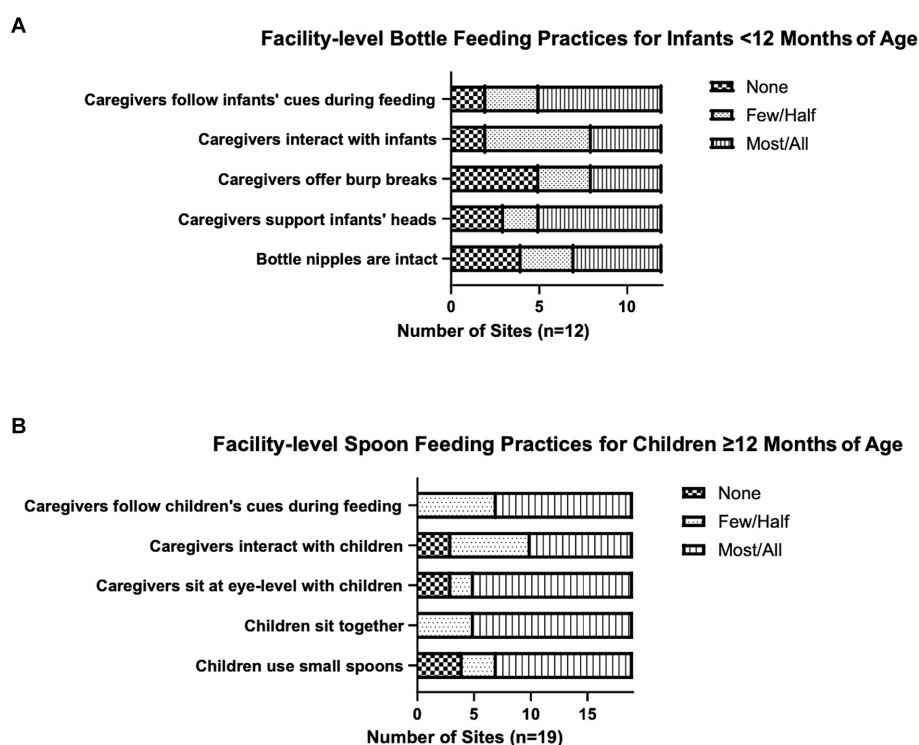 A
Facility-level Bottle Feeding Practices for Infants <12 Months of Age
None
Few/Half
Most/All
Caregivers follow infants' cues during feeding
Caregivers interact with infants
Caregivers offer burp breaks
Caregivers support infants' heads
Bottle nipples are intact
0 5 10
Number of Sites (n=12)
B
Facility-level Spoon Feeding Practices for Children ≥12 Months of Age
None
Few/Half
Most/All
Caregivers follow children's cues during feeding
Caregivers interact with children
Caregivers sit at eye-level with children
Children sit together
Children use small spoons
0 5 10 15
Number of Sites (n=19)